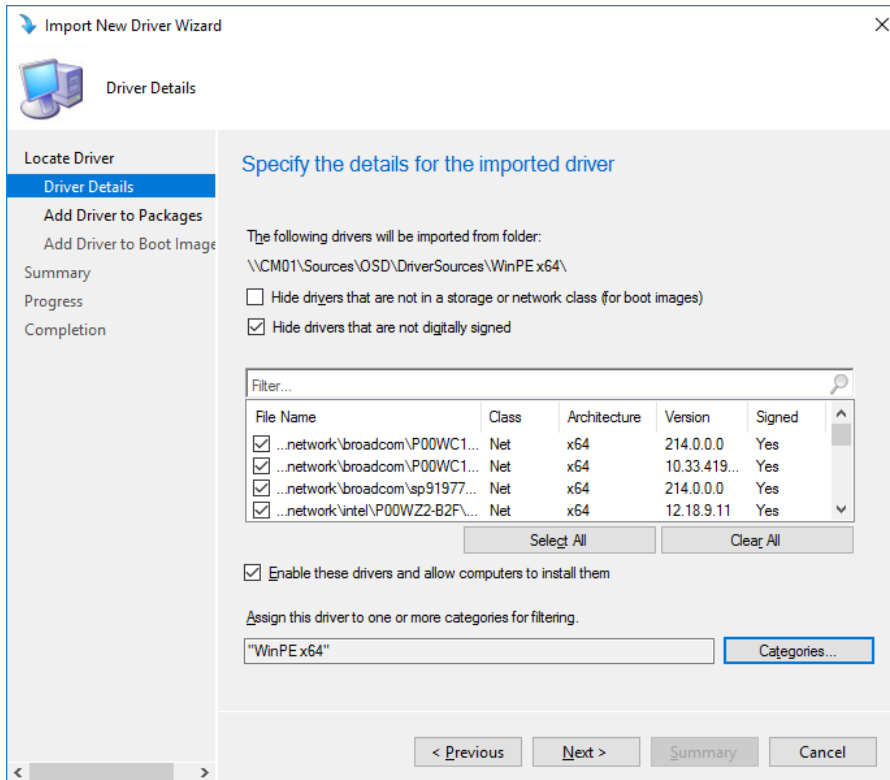 Import New Driver Wizard
Driver Details
Locate Driver
Driver Details
Add Driver to Packages
Add Driver to Boot Image
Summary
Progress
Completion
Specify the details for the imported driver
The following drivers will be imported from folder:
\\CM01\Sources\OSD\DriverSources\WinPE x64\
Hide drivers that are not in a storage or network class (for boot images)
Hide drivers that are not digitally signed
Filter...
File Name Class Architecture Version Signed
...network\broadcom\P00WC1... Net x64 214.0.0.0 Yes
...network\broadcom\P00WC1... Net x64 10.33.419... Yes
...network\broadcom\sp91977... Net x64 214.0.0.0 Yes
...network\intel\P00WZ2-B2F\... Net x64 12.18.9.11 Yes
Select All Clear All
Enable these drivers and allow computers to install them
Assign this driver to one or more categories for filtering.
"WinPE x64" Categories...
< Previous Next > Summary Cancel